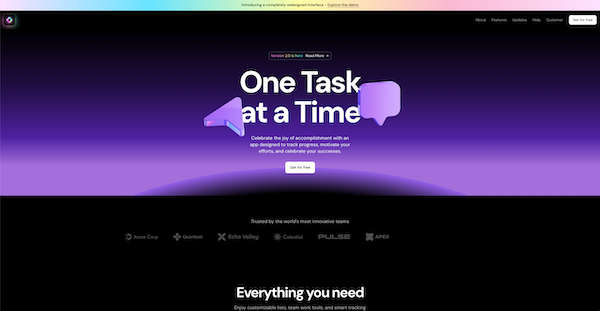 Introducing a completely redesigned interface - Explore the demo
About Features Updates Help Customer Get for free
Version 2.0 is here Read More →
One Task
at a Time
Celebrate the joy of accomplishment with an
app designed to track progress, motivate your
efforts, and celebrate your successes.
Get for free
Trusted by the world's most innovative teams
Acme Corp Quantum Echo Valley Celestial PULSE APEX
Everything you need
Enjoy customizable lists, team work tools, and smart tracking